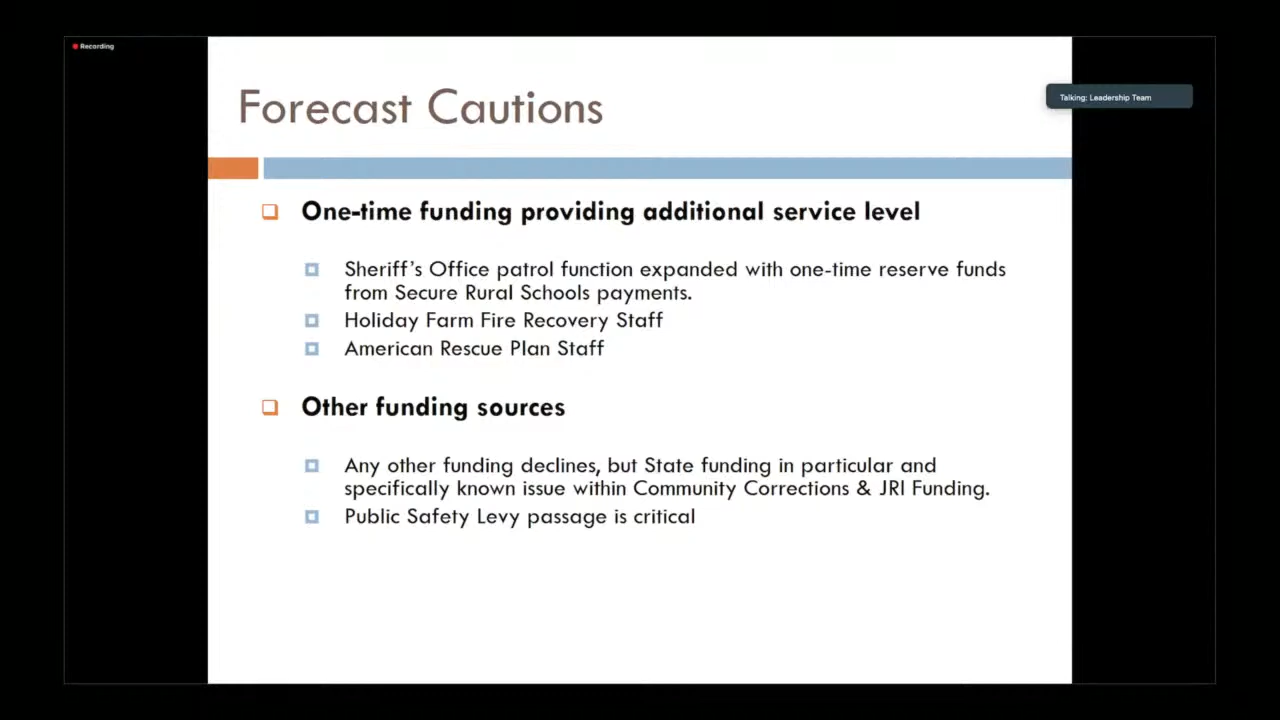 Recording
Forecast Cautions
Talking: Leadership Team
One-time funding providing additional service level
Sheriff's Office patrol function expanded with one-time reserve funds
from Secure Rural Schools payments.
Holiday Farm Fire Recovery Staff
American Rescue Plan Staff
Other funding sources
Any other funding declines, but State funding in particular and
specifically known issue within Community Corrections & JRI Funding.
Public Safety Levy passage is critical